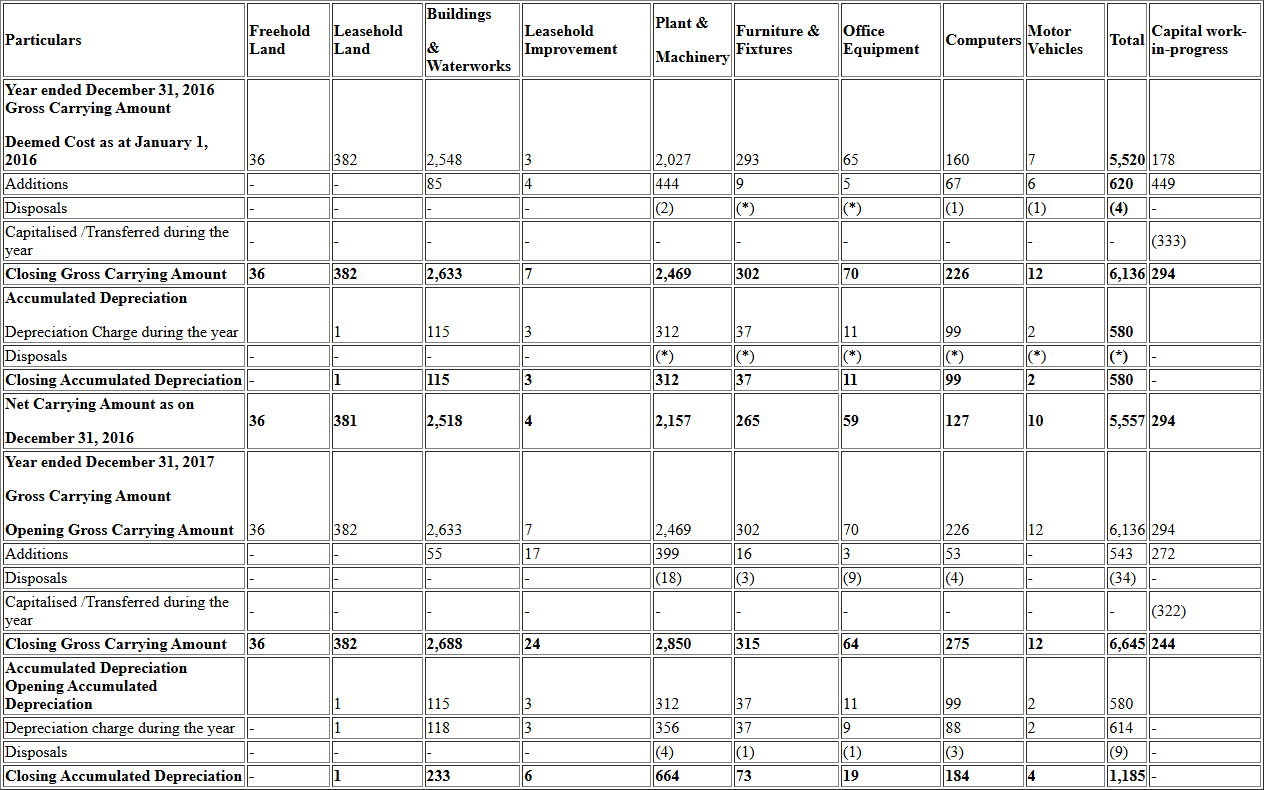 Particulars Freehold Land Leasehold Land Buildings & Waterworks Leasehold Improvement Plant & Machinery Furniture & Fixtures Office Equipment Computers Motor Vehicles Total Capital work-in-progress
Year ended December 31, 2016
Gross Carrying Amount
Deemed Cost as at January 1, 2016 36 382 2,548 3 2,027 293 65 160 7 5,520 178
Additions - - 85 4 444 9 5 67 6 620 449
Disposals - - - - (2) (*) (*) (1) (1) (4) -
Capitalised /Transferred during the year - - - - - - - - - - (333)
Closing Gross Carrying Amount 36 382 2,633 7 2,469 302 70 226 12 6,136 294
Accumulated Depreciation
Depreciation Charge during the year 1 115 3 312 37 11 99 2 580
Disposals - - - - (*) (*) (*) (*) (*) (*) -
Closing Accumulated Depreciation - 1 115 3 312 37 11 99 2 580 -
Net Carrying Amount as on
December 31, 2016 36 381 2,518 4 2,157 265 59 127 10 5,557 294
Year ended December 31, 2017
Gross Carrying Amount
Opening Gross Carrying Amount 36 382 2,633 7 2,469 302 70 226 12 6,136 294
Additions - - 55 17 399 16 3 53 - 543 272
Disposals - - - - (18) (3) (9) (4) - (34) -
Capitalised /Transferred during the year - - - - - - - - - - (322)
Closing Gross Carrying Amount 36 382 2,688 24 2,850 315 64 275 12 6,645 244
Accumulated Depreciation
Opening Accumulated
Depreciation 1 115 3 312 37 11 99 2 580
Depreciation charge during the year - 1 118 3 356 37 9 88 2 614 -
Disposals - - - - (4) (1) (1) (3) (9) -
Closing Accumulated Depreciation - 1 233 6 664 73 19 184 4 1,185 -